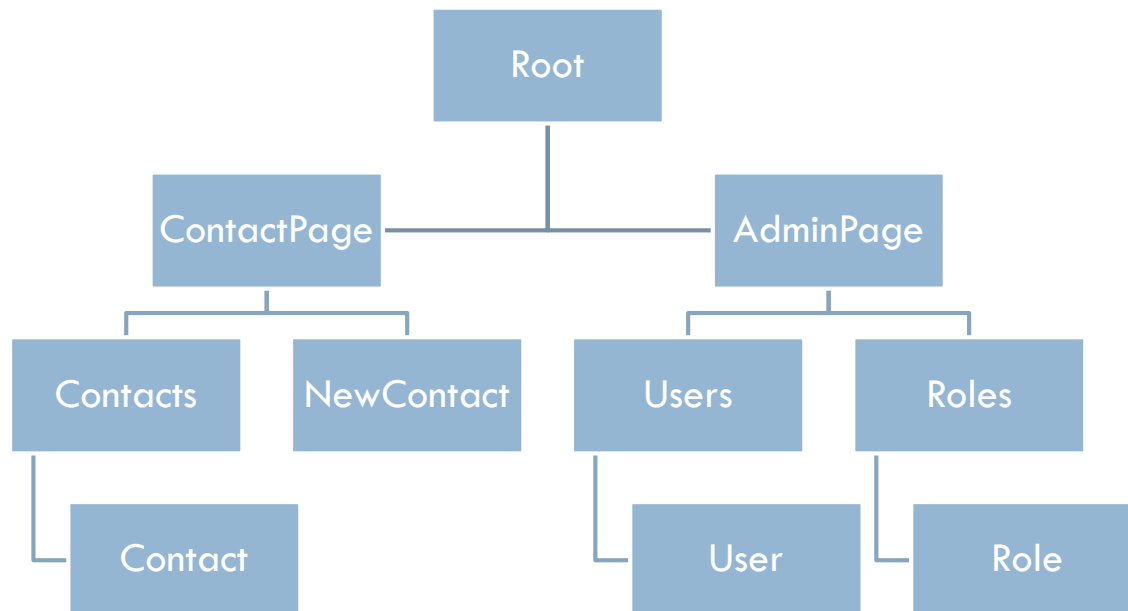 Root
ContactPage
AdminPage
Contacts
NewContact
Users
Roles
Contact
User
Role